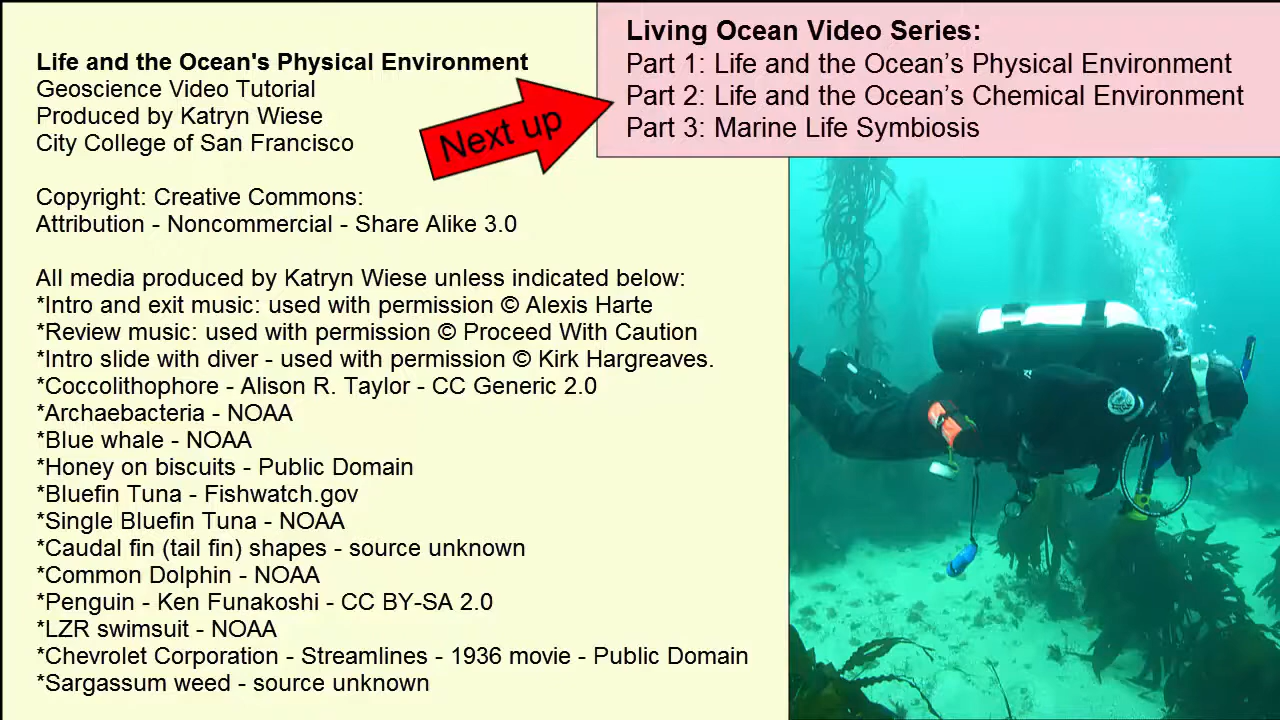 Life and the Ocean's Physical Environment
Geoscience Video Tutorial
Produced by Katryn Wiese
City College of San Francisco
Copyright: Creative Commons:
Attribution - Noncommercial - Share Alike 3.0
All media produced by Katryn Wiese unless indicated below:
*Intro and exit music: used with permission © Alexis Harte
*Review music: used with permission © Proceed With Caution
*Intro slide with diver - used with permission © Kirk Hargreaves.
*Coccolithophore - Alison R. Taylor - CC Generic 2.0
*Archaebacteria - NOAA
*Blue whale - NOAA
*Honey on biscuits - Public Domain
*Bluefin Tuna - Fishwatch.gov
*Single Bluefin Tuna - NOAA
*Caudal fin (tail fin) shapes - source unknown
*Common Dolphin - NOAA
*Penguin - Ken Funakoshi - CC BY-SA 2.0
*LZR swimsuit - NOAA
*Chevrolet Corporation - Streamlines - 1936 movie - Public Domain
*Sargassum weed - source unknown
Next up
Living Ocean Video Series:
Part 1: Life and the Ocean’s Physical Environment
Part 2: Life and the Ocean’s Chemical Environment
Part 3: Marine Life Symbiosis